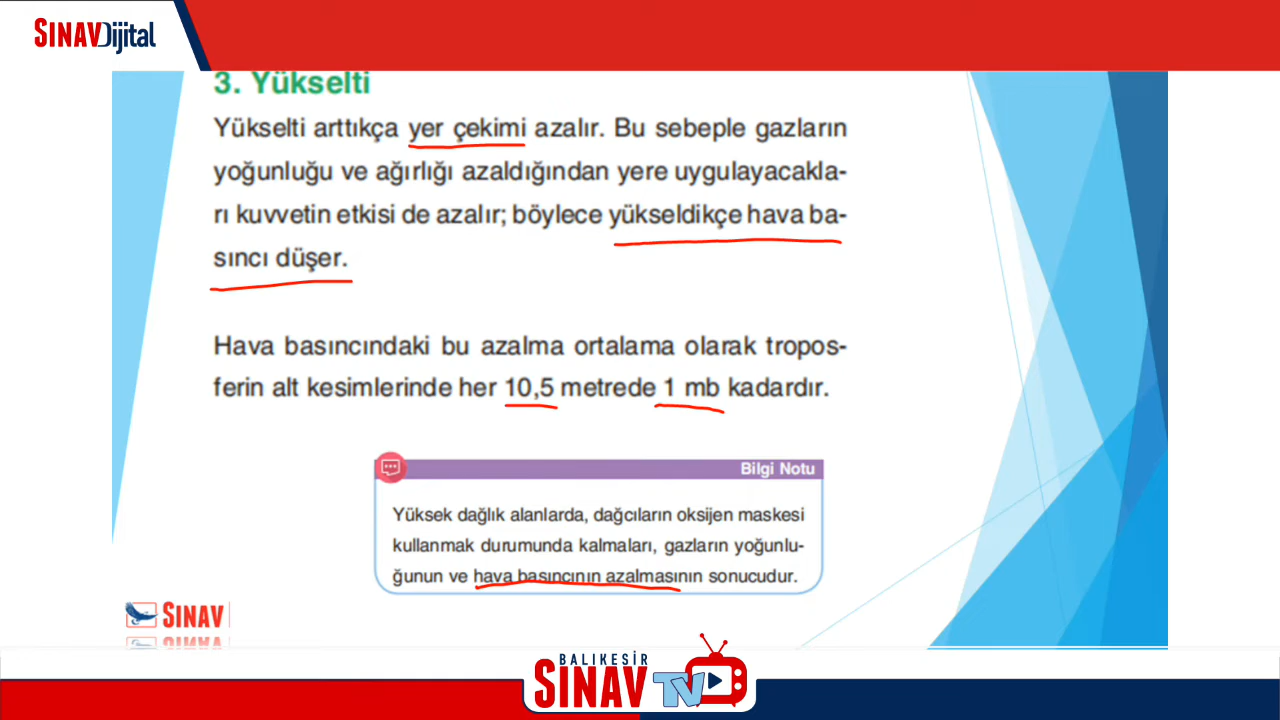 SINAVDijital
3. Yükselti
Yükselti arttıkça yer çekimi azalır. Bu sebeple gazların
yoğunluğu ve ağırlığı azaldığından yere uygulayacakla-
rı kuvvetin etkisi de azalır; böylece yükseldikçe hava ba-
sıncı düşer.
Hava basıncındaki bu azalma ortalama olarak tropos-
ferin alt kesimlerinde her 10,5 metrede 1 mb kadardır.
Bilgi Notu
Yüksek dağlık alanlarda, dağcıların oksijen maskesi
kullanmak durumunda kalmaları, gazların yoğunlu-
ğunun ve hava basıncının azalmasının sonucudur.
SINAV
BALIKESİR
SINAV TV